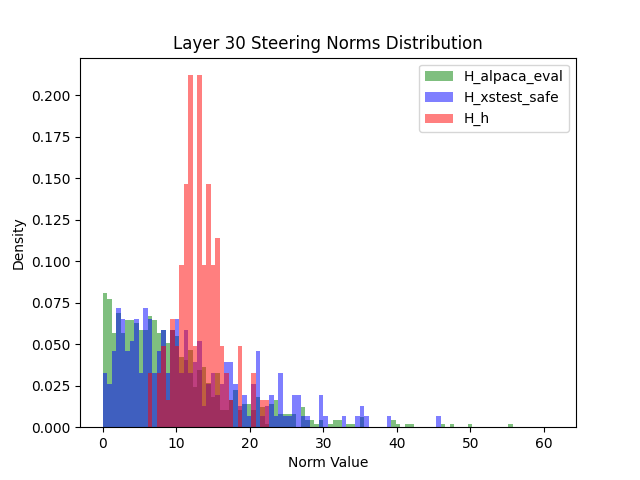 Layer 30 Steering Norms Distribution
H_alpaca_eval
H_xstest_safe
H_h
0.200
0.175
0.150
0.125
0.100
0.075
0.050
0.025
0.000
Density
0 10 20 30 40 50 60
Norm Value